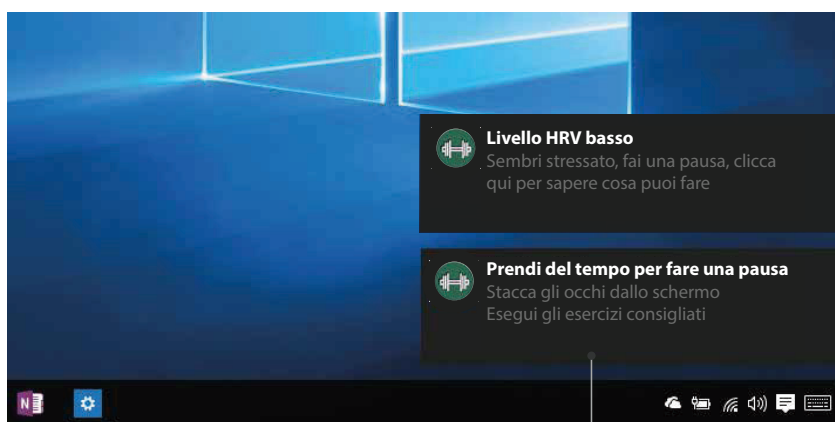 Livello HRV basso
Sembri stressato, fai una pausa, clicca
qui per sapere cosa puoi fare
Prendi del tempo per fare una pausa
Stacca gli occhi dallo schermo
Esegui gli esercizi consigliati
N